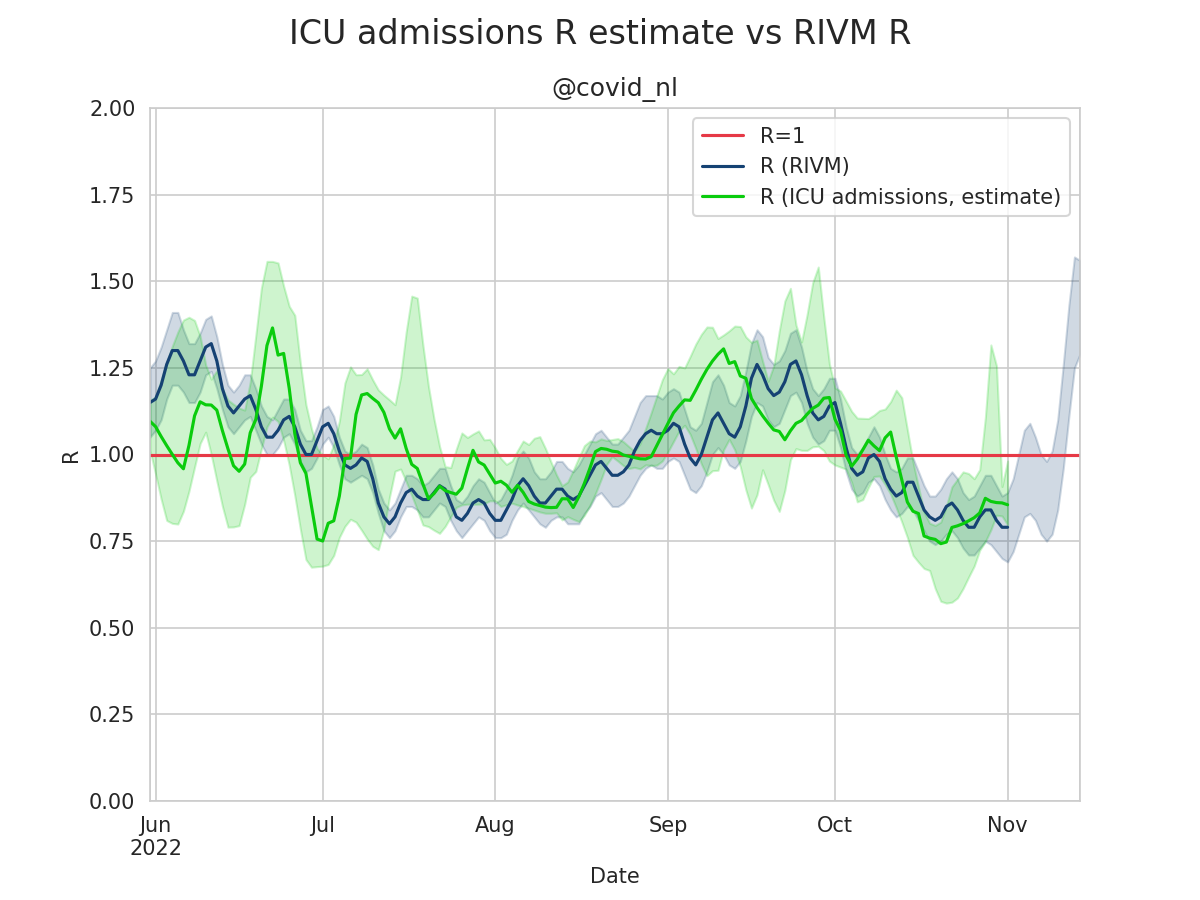 ICU admissions R estimate vs RIVM R
@covid_nl
R=1
R (RIVM)
R (ICU admissions, estimate)
2.00
1.75
1.50
1.25
1.00
0.75
0.50
0.25
0.00
R
Jun Jul Aug Sep Oct Nov
2022
Date